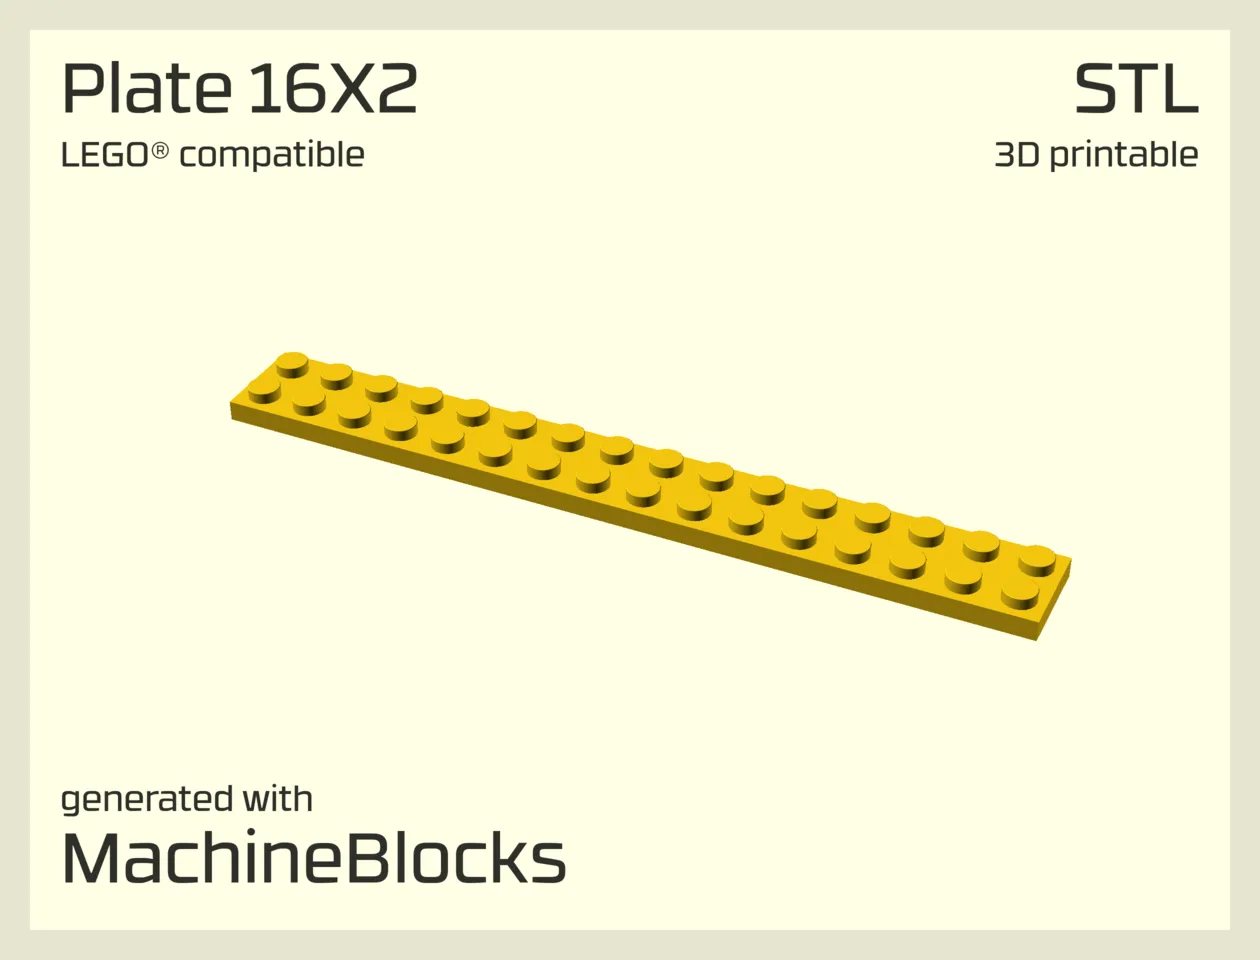 Plate 16X2
STL
LEGO® compatible
3D printable
generated with
MachineBlocks